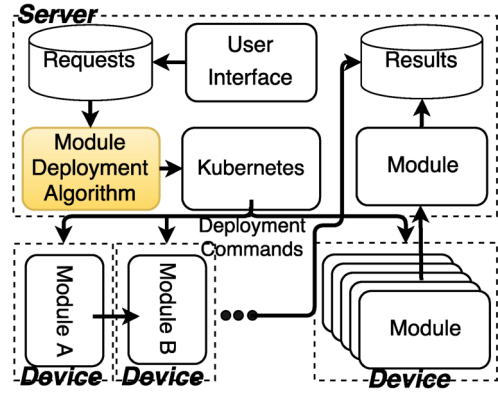 Server
Requests
User
Interface
Results
Module
Deployment
Algorithm
Kubernetes
Module
Deployment
Commands
Module A
Module B
Module
Device
Device
Device